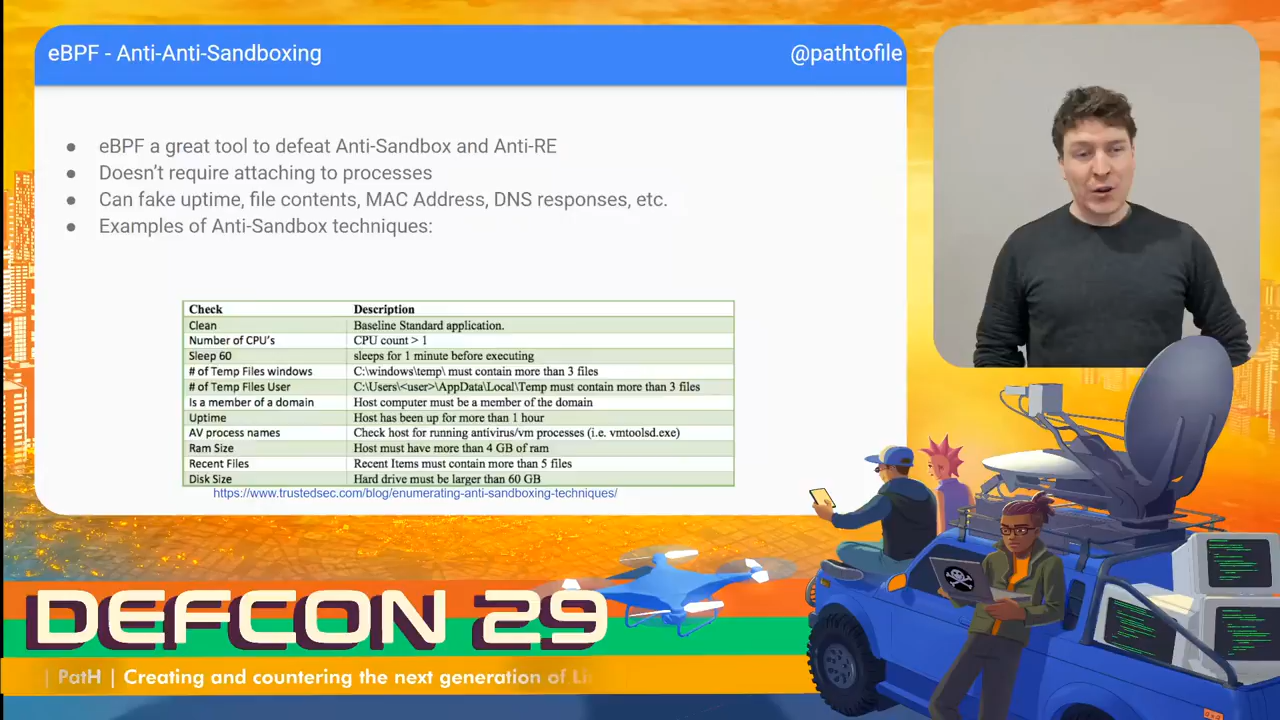 eBPF - Anti-Anti-Sandboxing
@pathtofile
● eBPF a great tool to defeat Anti-Sandbox and Anti-RE
● Doesn't require attaching to processes
● Can fake uptime, file contents, MAC Address, DNS responses, etc.
● Examples of Anti-Sandbox techniques:
Check Description
Clean Baseline Standard application.
Number of CPU's CPU count > 1
Sleep 60 sleeps for 1 minute before executing
# of Temp Files windows C:\windows\temp\ must contain more than 3 files
# of Temp Files User C:\Users\<user>\AppData\Local\Temp must contain more than 3 files
Is a member of a domain Host computer must be a member of the domain
Uptime Host has been up for more than 1 hour
AV process names Check host for running antivirus/vm processes (i.e. vmtoolsd.exe)
Ram Size Host must have more than 4 GB of ram
Recent Files Recent Items must contain more than 5 files
Disk Size Hard drive must be larger than 60 GB
https://www.trustedsec.com/blog/enumerating-anti-sandboxing-techniques/
DEFCON 29
| PatH | Creating and countering the next generation of Li